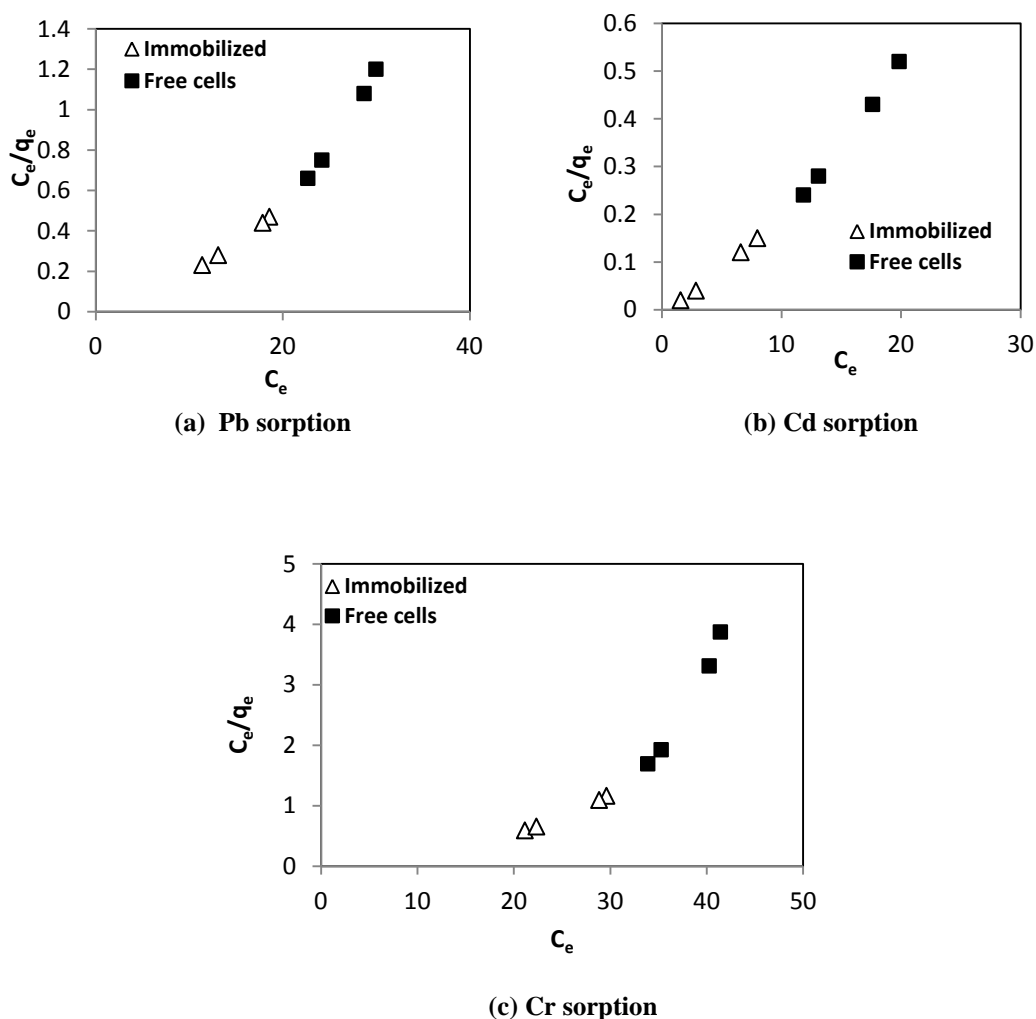 1.4
1.2
1
0.8
0.6
0.4
0.2
0
0
20
40
Cₑ/qₑ
Cₑ
Immobilized
Free cells
(a) Pb sorption
0.6
0.5
0.4
0.3
0.2
0.1
0
0
10
20
30
Cₑ/qₑ
Cₑ
Immobilized
Free cells
(b) Cd sorption
5
4
3
2
1
0
0
10
20
30
40
50
Cₑ/qₑ
Cₑ
Immobilized
Free cells
(c) Cr sorption